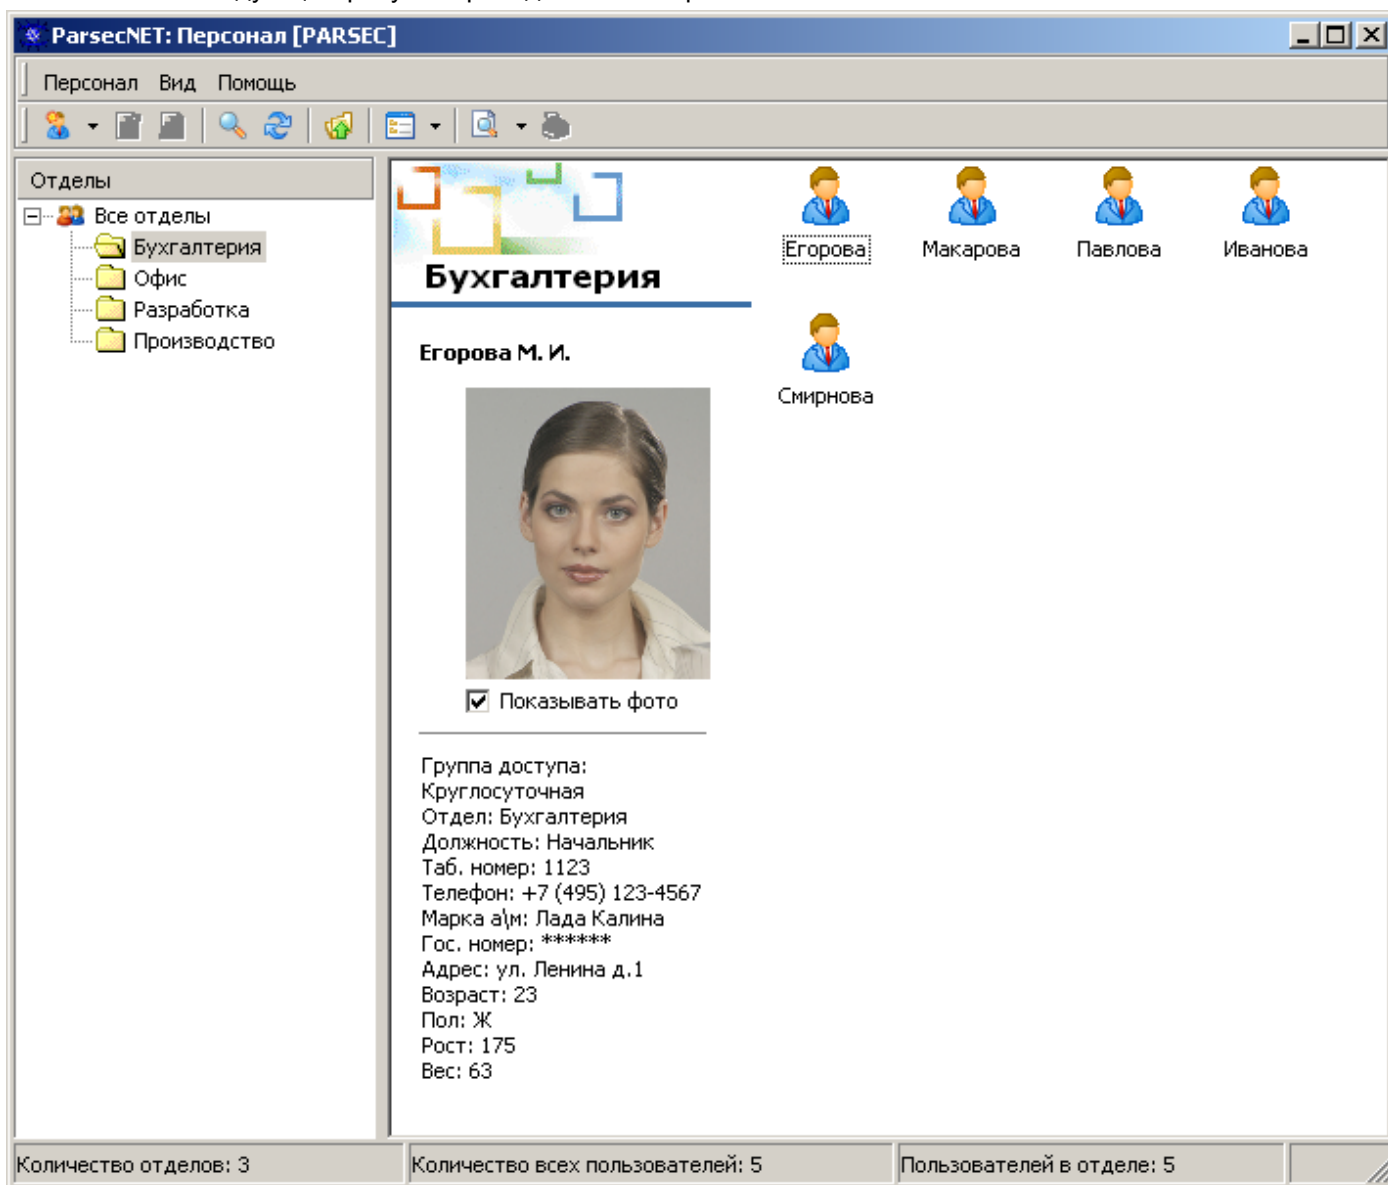 ParsecNET: Персонал [PARSEC]
Персонал Вид Помощь
Отделы
Все отделы
Бухгалтерия
Офис
Разработка
Производство
Бухгалтерия
Егорова М. И.
Показывать фото
Группа доступа:
Круглосуточная
Отдел: Бухгалтерия
Должность: Начальник
Таб. номер: 1123
Телефон: +7 (495) 123-4567
Марка а\м: Лада Калина
Гос. номер: ******
Адрес: ул. Ленина д.1
Возраст: 23
Пол: Ж
Рост: 175
Вес: 63
Егорова Макарова Павлова Иванова
Смирнова
Количество отделов: 3 Количество всех пользователей: 5 Пользователей в отделе: 5